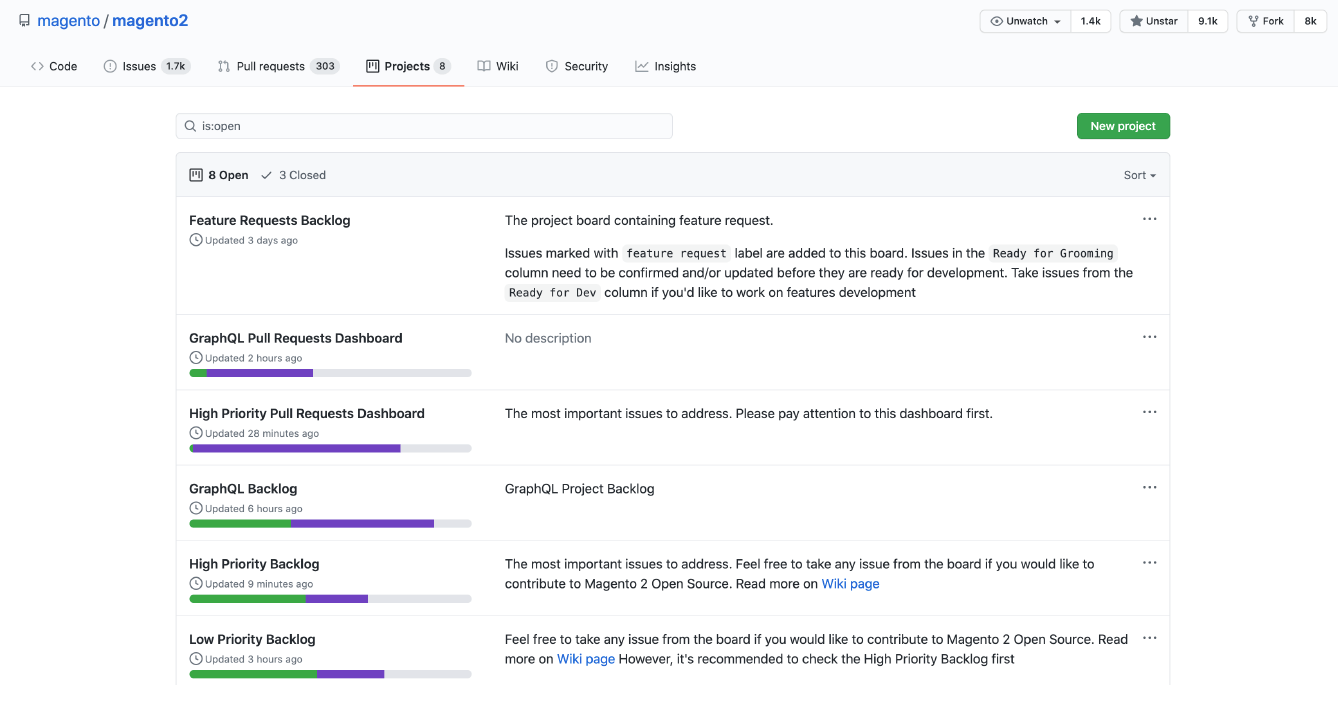 magento / magento2
Unwatch 1.4k Unstar 9.1k Fork 8k
Code Issues 1.7k Pull requests 303 Projects 8 Wiki Security Insights
is:open New project
8 Open 3 Closed Sort
Feature Requests Backlog
Updated 3 days ago
The project board containing feature request.
Issues marked with feature request label are added to this board. Issues in the Ready for Grooming
column need to be confirmed and/or updated before they are ready for development. Take issues from the
Ready for Dev column if you'd like to work on features development
GraphQL Pull Requests Dashboard
Updated 2 hours ago
No description
High Priority Pull Requests Dashboard
Updated 28 minutes ago
The most important issues to address. Please pay attention to this dashboard first.
GraphQL Backlog
Updated 6 hours ago
GraphQL Project Backlog
High Priority Backlog
Updated 9 minutes ago
The most important issues to address. Feel free to take any issue from the board if you would like to
contribute to Magento 2 Open Source. Read more on Wiki page
Low Priority Backlog
Updated 3 hours ago
Feel free to take any issue from the board if you would like to contribute to Magento 2 Open Source. Read
more on Wiki page However, it's recommended to check the High Priority Backlog first